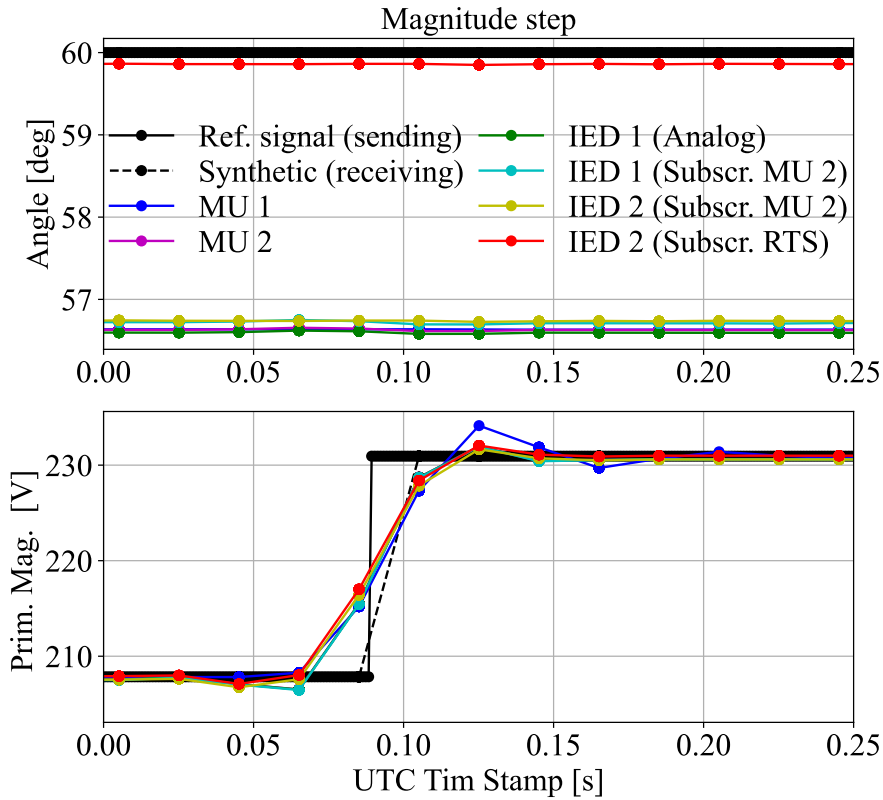 Magnitude step
60
59
58
57
Angle [deg]
Ref. signal (sending)
Synthetic (receiving)
MU 1
MU 2
IED 1 (Analog)
IED 1 (Subscr. MU 2)
IED 2 (Subscr. MU 2)
IED 2 (Subscr. RTS)
0.00 0.05 0.10 0.15 0.20 0.25
230
220
210
Prim. Mag. [V]
0.00 0.05 0.10 0.15 0.20 0.25
UTC Tim Stamp [s]